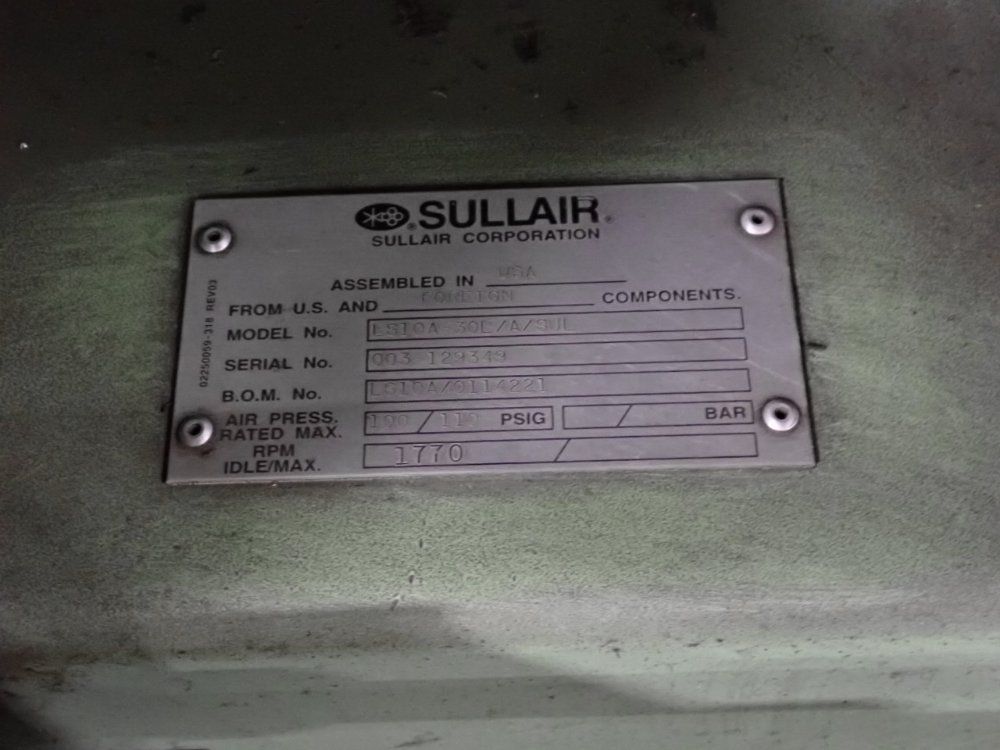 SULLAIR®
SULLAIR CORPORATION
ASSEMBLED IN USA
FROM U.S. AND FOREIGN COMPONENTS.
MODEL No. LS10A-30E/A/SUL
SERIAL No. 003 129349
B.O.M. No. LS10A/0114221
AIR PRESS. RATED MAX. 100 / 110 PSIG / BAR
RPM IDLE/MAX. 1770 /
02250059-318 REV03